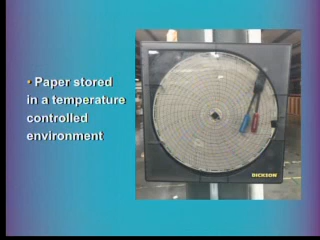 • Paper stored
in a temperature
controlled
environment
DICKSON